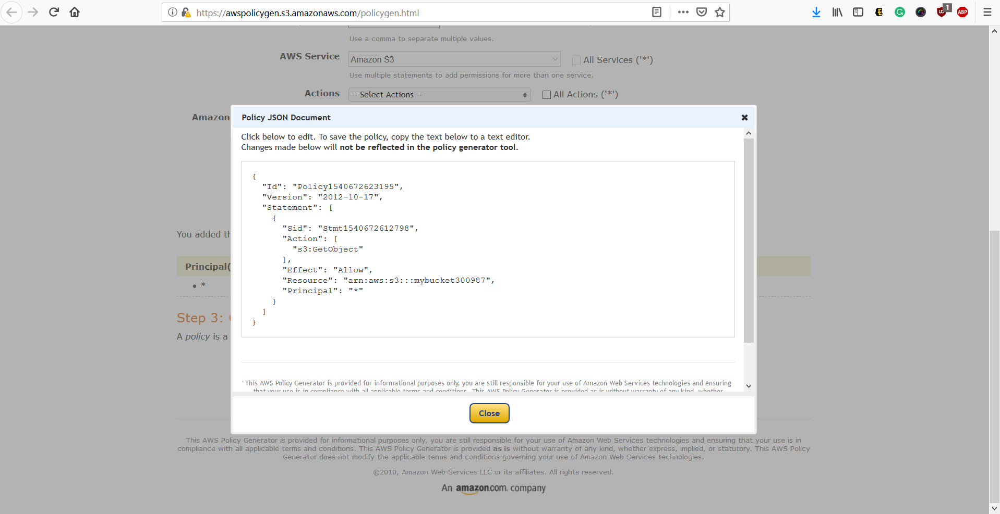 https://awspolicygen.s3.amazonaws.com/policygen.html
1
ABP
Use a comma to separate multiple values.
AWS Service
Amazon S3
All Services ('*')
Use multiple statements to add permissions for more than one service.
Actions
-- Select Actions --
All Actions ('*')
Amazon
Policy JSON Document
Click below to edit. To save the policy, copy the text below to a text editor.
Changes made below will not be reflected in the policy generator tool.
{
  "Id": "Policy1540672623195",
  "Version": "2012-10-17",
  "Statement": [
    {
      "Sid": "Stmt1540672612798",
      "Action": [
        "s3:GetObject"
      ],
      "Effect": "Allow",
      "Resource": "arn:aws:s3:::mybucket300987",
      "Principal": "*"
    }
  ]
}
You added th
Principal(
• *
Step 3:
A policy is a
This AWS Policy Generator is provided for informational purposes only, you are still responsible for your use of Amazon Web Services technologies and ensuring
that your use is in compliance with all applicable terms and conditions. This AWS Policy Generator is provided as is without warranty of any kind, whether
Close
This AWS Policy Generator is provided for informational purposes only, you are still responsible for your use of Amazon Web Services technologies and ensuring that your use is in
compliance with all applicable terms and conditions. This AWS Policy Generator is provided as is without warranty of any kind, whether express, implied, or statutory. This AWS Policy
Generator does not modify the applicable terms and conditions governing your use of Amazon Web Services technologies.
©2010, Amazon Web Services LLC or its affiliates. All rights reserved.
An amazon.com. company